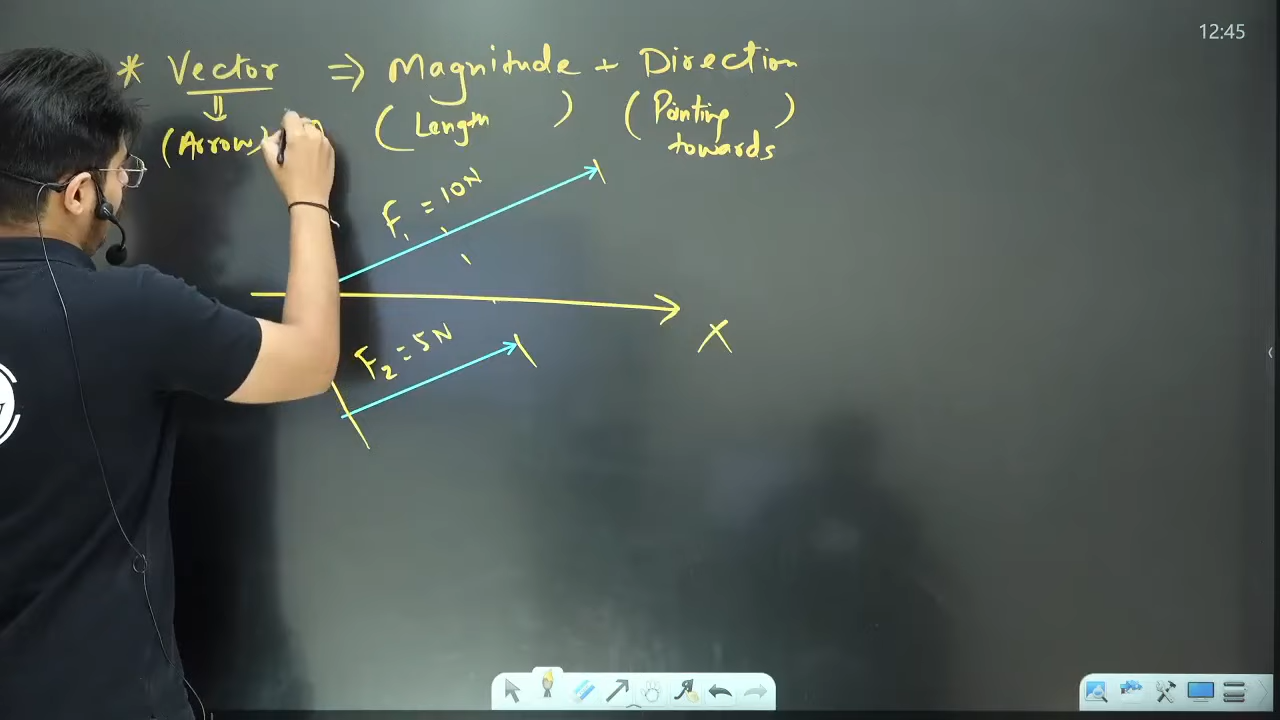 12:45
* Vector ⇒ Magnitude + Direction
⇓
(Arrow) (Length) (Pointing
towards)
F₁ = 10N
X
F₂ = 5N